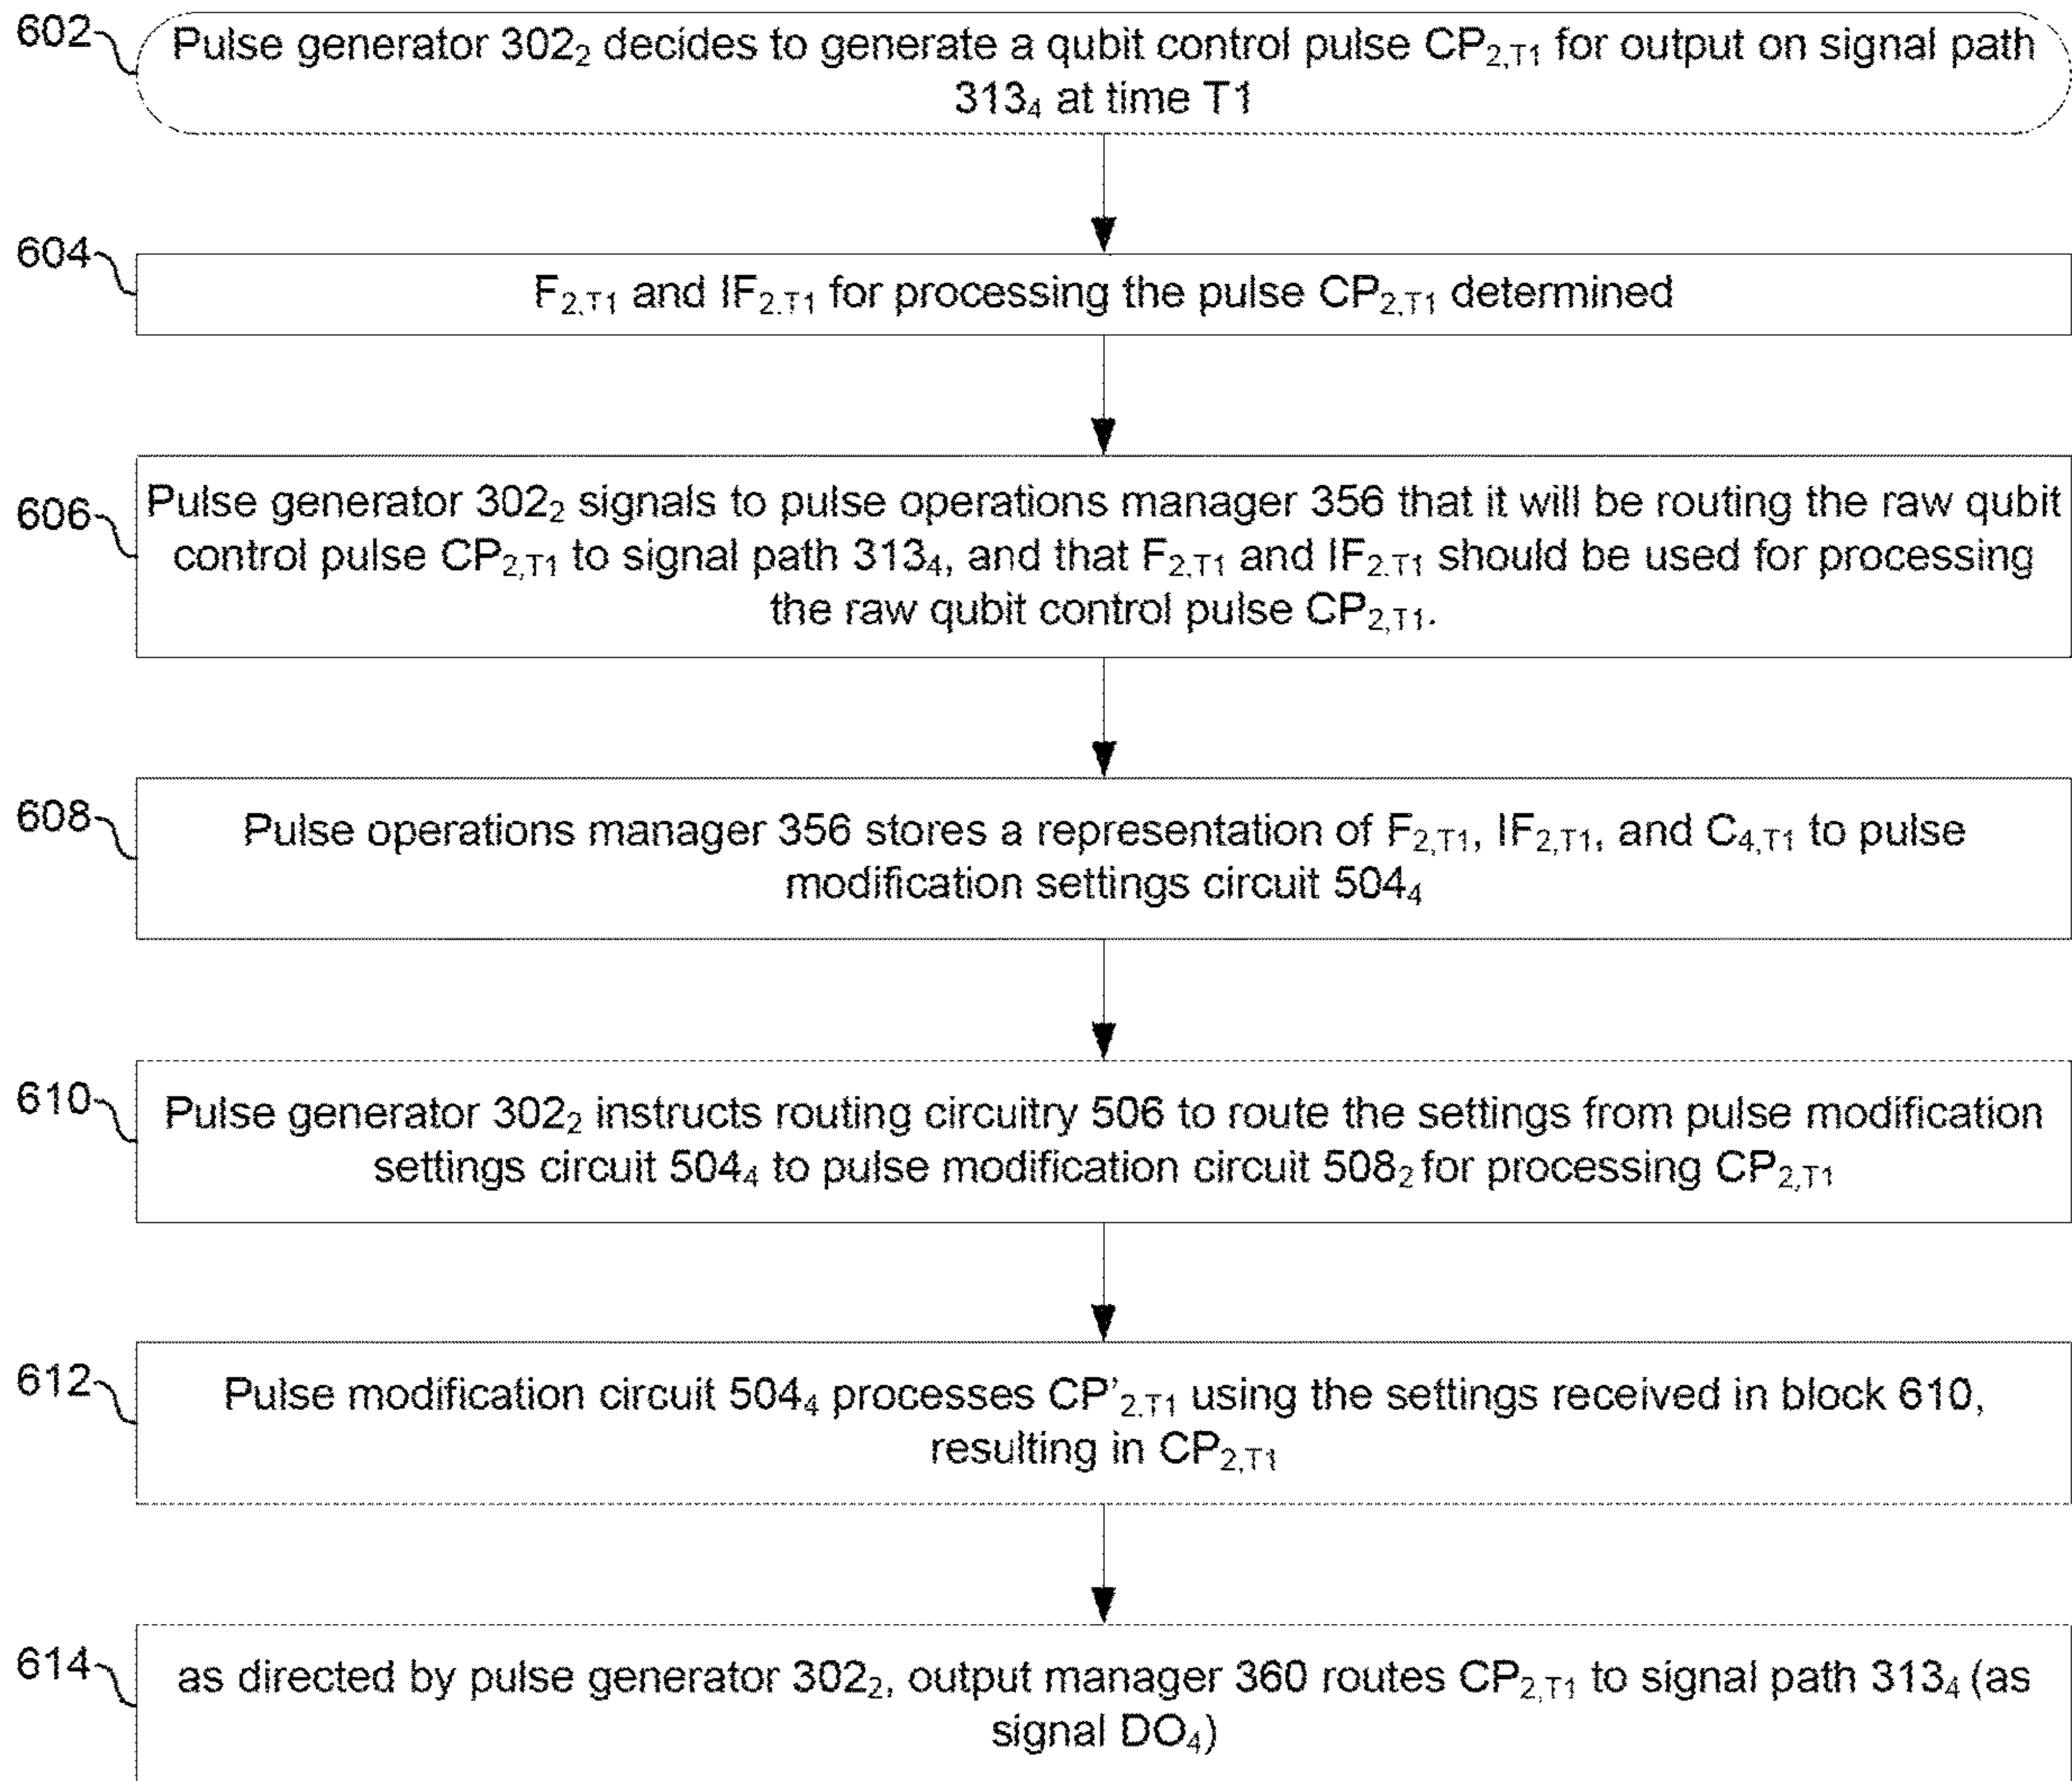 602
Pulse generator 302₂ decides to generate a qubit control pulse CP₂,T₁ for output on signal path
313₄ at time T1
604
F₂,T₁ and IF₂.T₁ for processing the pulse CP₂,T₁ determined
606
Pulse generator 302₂ signals to pulse operations manager 356 that it will be routing the raw qubit
control pulse CP₂,T₁ to signal path 313₄, and that F₂.T₁ and IF₂.T₁ should be used for processing
the raw qubit control pulse CP₂,T₁.
608
Pulse operations manager 356 stores a representation of F₂,T₁, IF₂,T₁, and C₄,T₁ to pulse
modification settings circuit 504₄
610
Pulse generator 302₂ instructs routing circuitry 506 to route the settings from pulse modification
settings circuit 504₄ to pulse modification circuit 508₂ for processing CP₂,T₁
612
Pulse modification circuit 504₄ processes CP'₂.T₁ using the settings received in block 610,
resulting in CP₂,T₁
614
as directed by pulse generator 302₂, output manager 360 routes CP₂,T₁ to signal path 313₄ (as
signal DO₄)